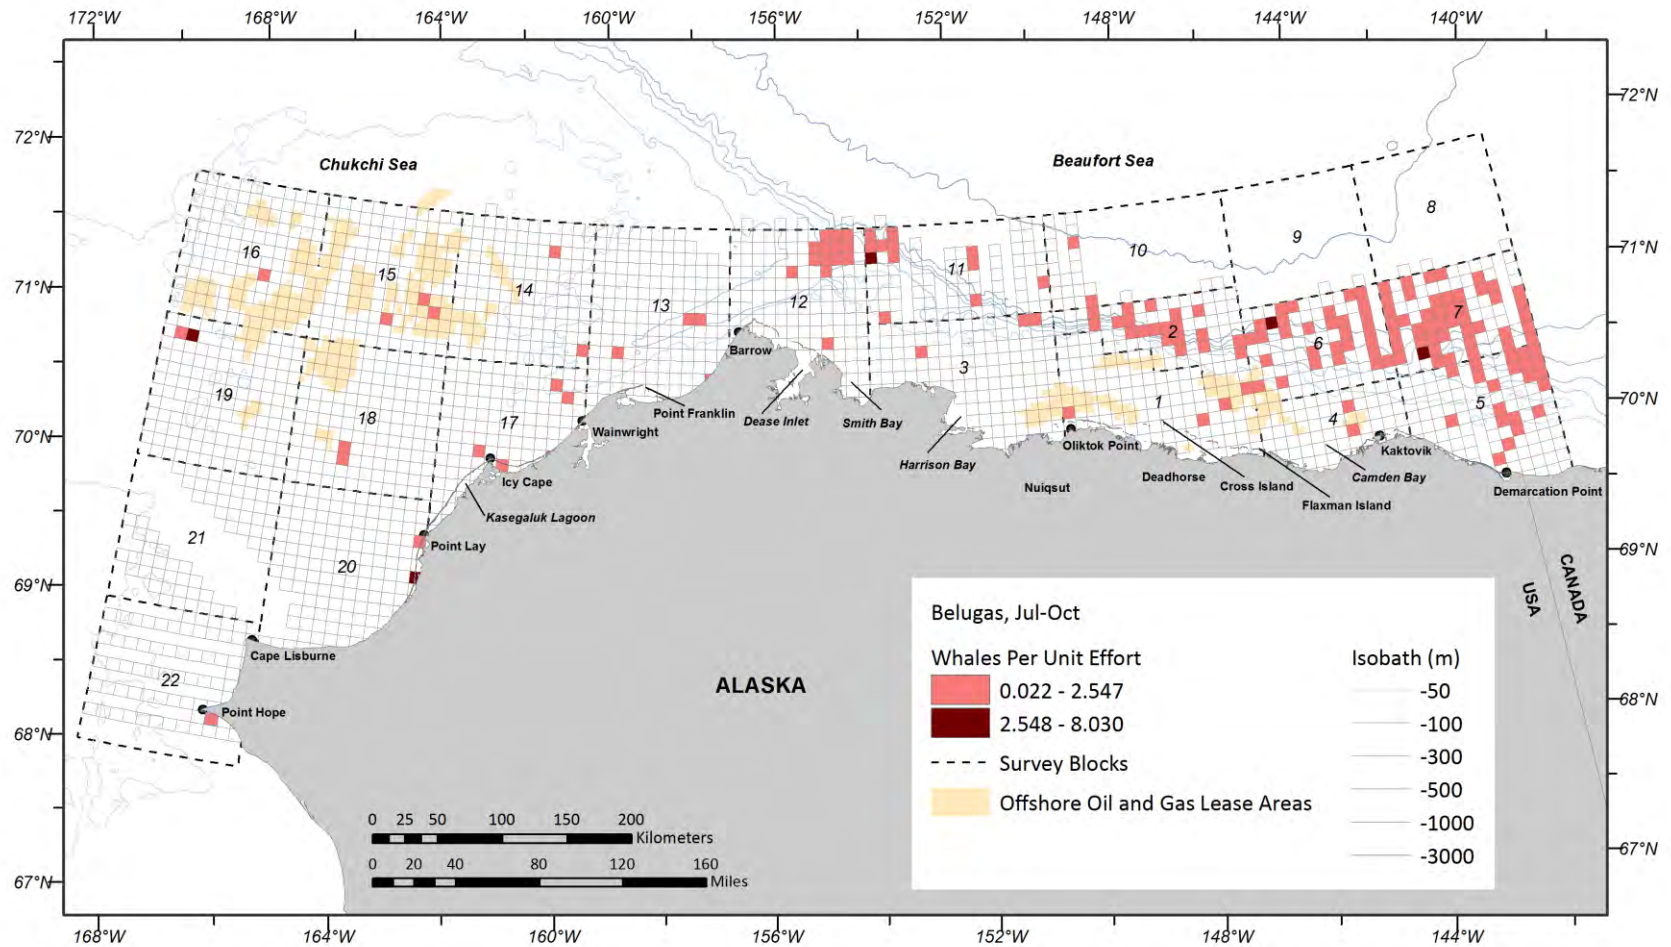 172°W 168°W 164°W 160°W 156°W 152°W 148°W 144°W 140°W
72°N
72°N
Chukchi Sea
Beaufort Sea
8
9
10
71°N
71°N
16
15
14
13
12
11
7
2
6
3
70°N
70°N
19
18
17
1
4
5
Barrow
Point Franklin
Dease Inlet
Smith Bay
Wainwright
Harrison Bay
Oliktok Point
Kaktovik
Icy Cape
Nuiqsut
Deadhorse
Cross Island
Camden Bay
Flaxman Island
Demarcation Point
Kasegaluk Lagoon
21
20
Point Lay
69°N
69°N
CANADA
USA
Cape Lisburne
22
Point Hope
68°N
68°N
ALASKA
67°N
67°N
Belugas, Jul-Oct
Whales Per Unit Effort
0.022 - 2.547
2.548 - 8.030
Survey Blocks
Offshore Oil and Gas Lease Areas
Isobath (m)
-50
-100
-300
-500
-1000
-3000
0 25 50 100 150 200
Kilometers
0 20 40 80 120 160
Miles
168°W 164°W 160°W 156°W 152°W 148°W 144°W 140°W